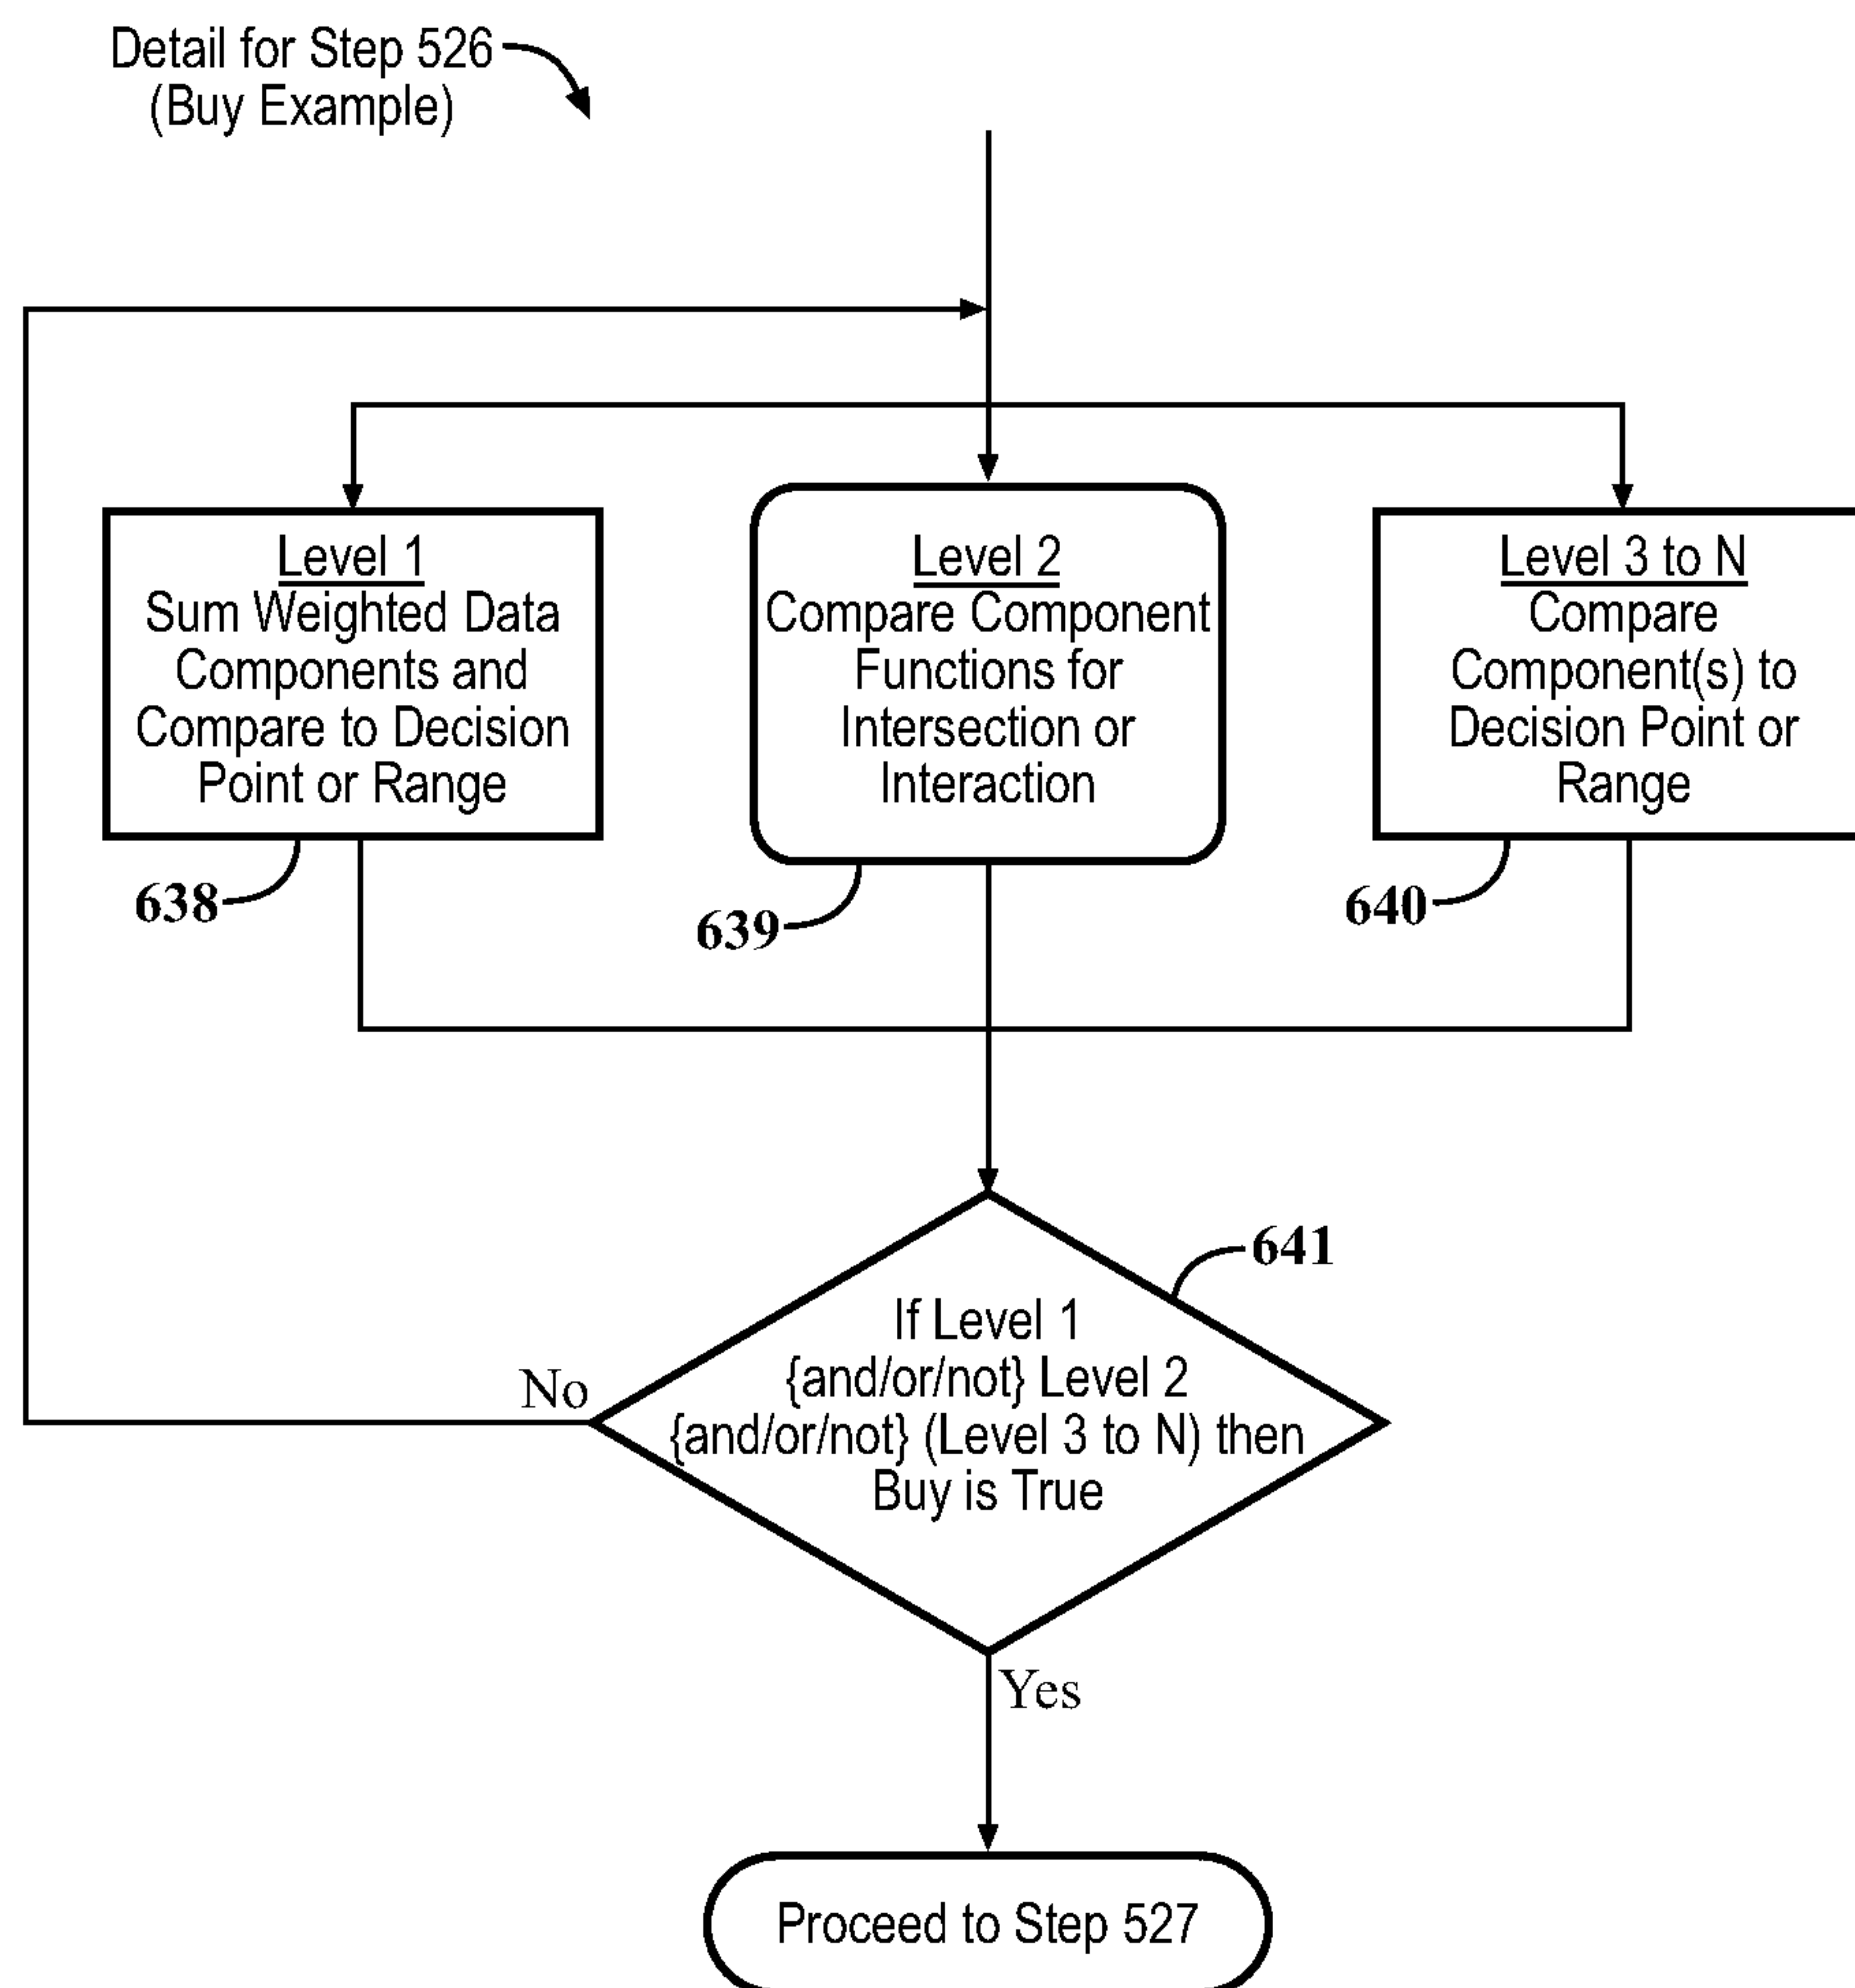 Detail for Step 526
(Buy Example)
Level 1
Sum Weighted Data
Components and
Compare to Decision
Point or Range
638
Level 2
Compare Component
Functions for
Intersection or
Interaction
639
Level 3 to N
Compare
Component(s) to
Decision Point or
Range
640
641
If Level 1
{and/or/not} Level 2
{and/or/not} (Level 3 to N) then
Buy is True
No
Yes
Proceed to Step 527